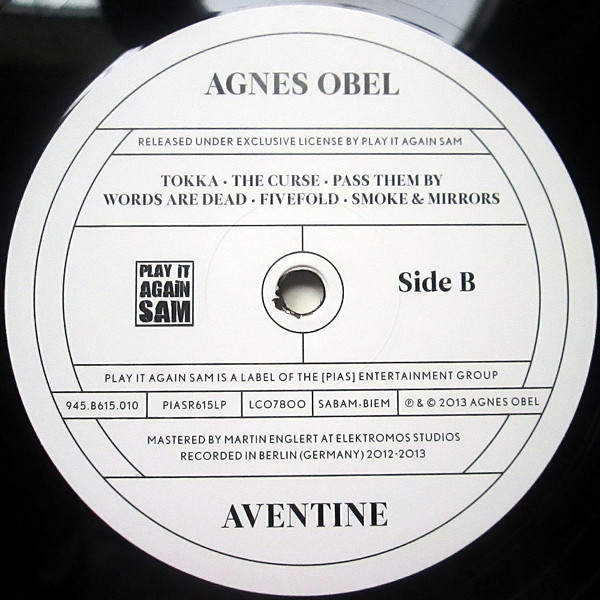 AGNES OBEL
RELEASED UNDER EXCLUSIVE LICENSE BY PLAY IT AGAIN SAM
TOKKA • THE CURSE • PASS THEM BY
WORDS ARE DEAD • FIVEFOLD • SMOKE & MIRRORS
PLAY iT
AGAiN
SAM
Side B
PLAY IT AGAIN SAM IS A LABEL OF THE [PIAS] ENTERTAINMENT GROUP
945.B615.010 PIASR615LP LC07800 SABAM-BIEM ℗ & © 2013 AGNES OBEL
MASTERED BY MARTIN ENGLERT AT ELEKTROMOS STUDIOS
RECORDED IN BERLIN (GERMANY) 2012-2013
AVENTINE